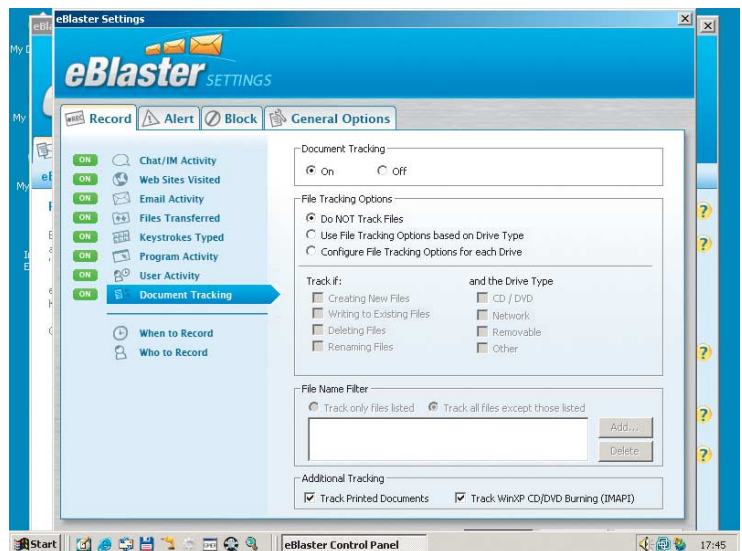 eBlaster Settings
My D
eBlaster SETTINGS
My
REC Record
Alert
Block
General Options
ON Chat/IM Activity
ON Web Sites Visited
ON Email Activity
ON Files Transferred
ON Keystrokes Typed
ON Program Activity
ON User Activity
ON Document Tracking
When to Record
Who to Record
Document Tracking
On Off
File Tracking Options
Do NOT Track Files
Use File Tracking Options based on Drive Type
Configure File Tracking Options for each Drive
Track if: and the Drive Type
Creating New Files CD / DVD
Writing to Existing Files Network
Deleting Files Removable
Renaming Files Other
File Name Filter
Track only files listed Track all files except those listed
Add...
Delete
Additional Tracking
Track Printed Documents Track WinXP CD/DVD Burning (IMAPI)
Start eBlaster Control Panel 17:45